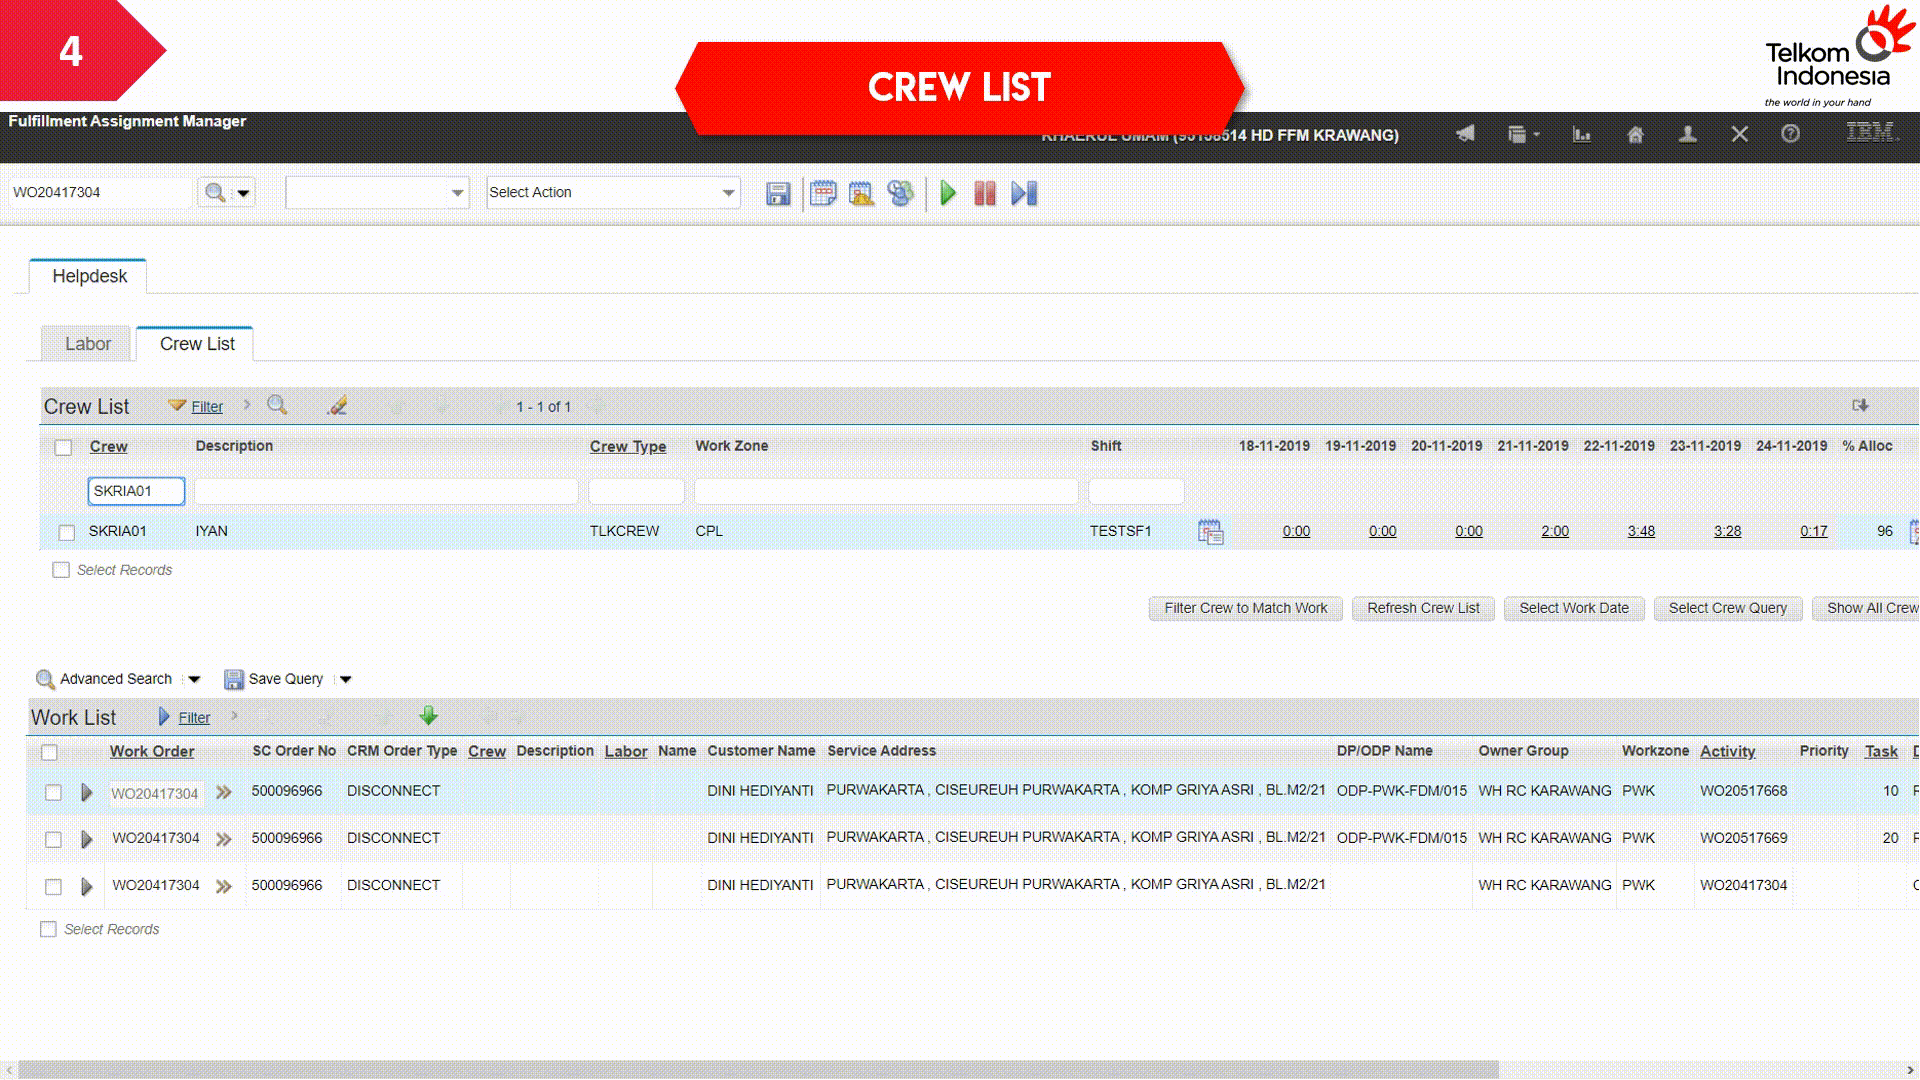 4
CREW LIST
Telkom
Indonesia
the world in your hand
Fulfillment Assignment Manager
KHAERUL UMAM (95158514 HD FFM KRAWANG)
IBM.
WO20417304
Select Action
Helpdesk
Labor
Crew List
Crew List Filter 1 - 1 of 1
Crew Description Crew Type Work Zone Shift 18-11-2019 19-11-2019 20-11-2019 21-11-2019 22-11-2019 23-11-2019 24-11-2019 % Alloc
SKRIA01
SKRIA01 IYAN TLKCREW CPL TESTSF1 0:00 0:00 0:00 2:00 3:48 3:28 0:17 96
Select Records
Filter Crew to Match Work Refresh Crew List Select Work Date Select Crew Query Show All Crew
Advanced Search Save Query
Work List Filter
Work Order SC Order No CRM Order Type Crew Description Labor Name Customer Name Service Address DP/ODP Name Owner Group Workzone Activity Priority Task
WO20417304 500096966 DISCONNECT DINI HEDIYANTI PURWAKARTA , CISEUREUH PURWAKARTA , KOMP GRIYA ASRI , BL.M2/21 ODP-PWK-FDM/015 WH RC KARAWANG PWK WO20517668 10
WO20417304 500096966 DISCONNECT DINI HEDIYANTI PURWAKARTA , CISEUREUH PURWAKARTA , KOMP GRIYA ASRI , BL.M2/21 ODP-PWK-FDM/015 WH RC KARAWANG PWK WO20517669 20
WO20417304 500096966 DISCONNECT DINI HEDIYANTI PURWAKARTA , CISEUREUH PURWAKARTA , KOMP GRIYA ASRI , BL.M2/21 WH RC KARAWANG PWK WO20417304
Select Records